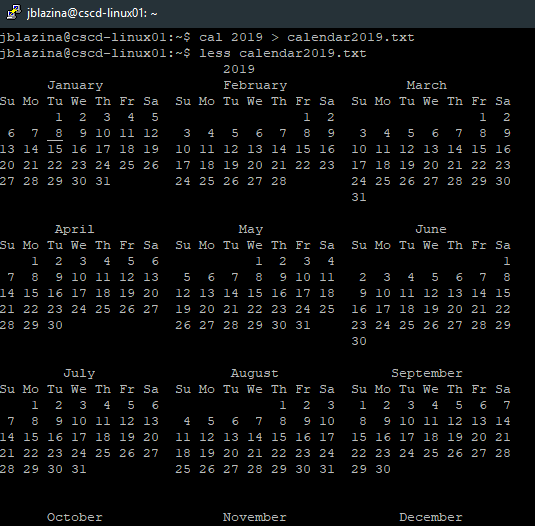 jblazina@cscd-linux01: ~
jblazina@cscd-linux01:~$ cal 2019 > calendar2019.txt
jblazina@cscd-linux01:~$ less calendar2019.txt
                            2019
      January               February               March
Su Mo Tu We Th Fr Sa  Su Mo Tu We Th Fr Sa  Su Mo Tu We Th Fr Sa
       1  2  3  4  5                  1  2                  1  2
 6  7  8  9 10 11 12   3  4  5  6  7  8  9   3  4  5  6  7  8  9
13 14 15 16 17 18 19  10 11 12 13 14 15 16  10 11 12 13 14 15 16
20 21 22 23 24 25 26  17 18 19 20 21 22 23  17 18 19 20 21 22 23
27 28 29 30 31        24 25 26 27 28        24 25 26 27 28 29 30
                                            31
       April                  May                   June
Su Mo Tu We Th Fr Sa  Su Mo Tu We Th Fr Sa  Su Mo Tu We Th Fr Sa
    1  2  3  4  5  6            1  2  3  4                     1
 7  8  9 10 11 12 13   5  6  7  8  9 10 11   2  3  4  5  6  7  8
14 15 16 17 18 19 20  12 13 14 15 16 17 18   9 10 11 12 13 14 15
21 22 23 24 25 26 27  19 20 21 22 23 24 25  16 17 18 19 20 21 22
28 29 30              26 27 28 29 30 31     23 24 25 26 27 28 29
                                            30
        July                 August              September
Su Mo Tu We Th Fr Sa  Su Mo Tu We Th Fr Sa  Su Mo Tu We Th Fr Sa
    1  2  3  4  5  6               1  2  3   1  2  3  4  5  6  7
 7  8  9 10 11 12 13   4  5  6  7  8  9 10   8  9 10 11 12 13 14
14 15 16 17 18 19 20  11 12 13 14 15 16 17  15 16 17 18 19 20 21
21 22 23 24 25 26 27  18 19 20 21 22 23 24  22 23 24 25 26 27 28
28 29 30 31           25 26 27 28 29 30 31  29 30
      October               November              December